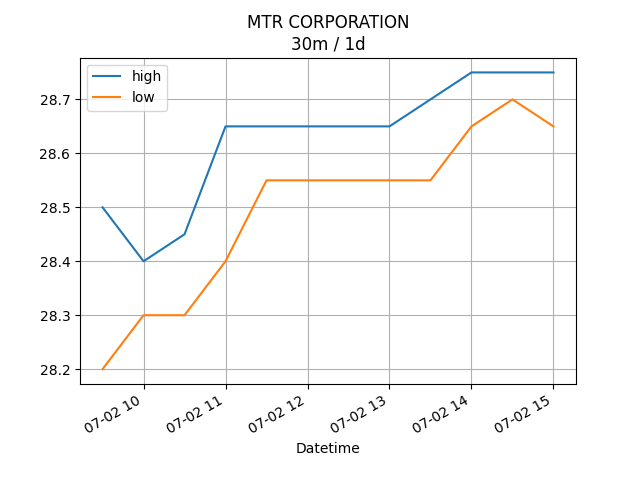 MTR CORPORATION
30m / 1d
high
low
28.7
28.6
28.5
28.4
28.3
28.2
07-02 10
07-02 11
07-02 12
07-02 13
07-02 14
07-02 15
Datetime